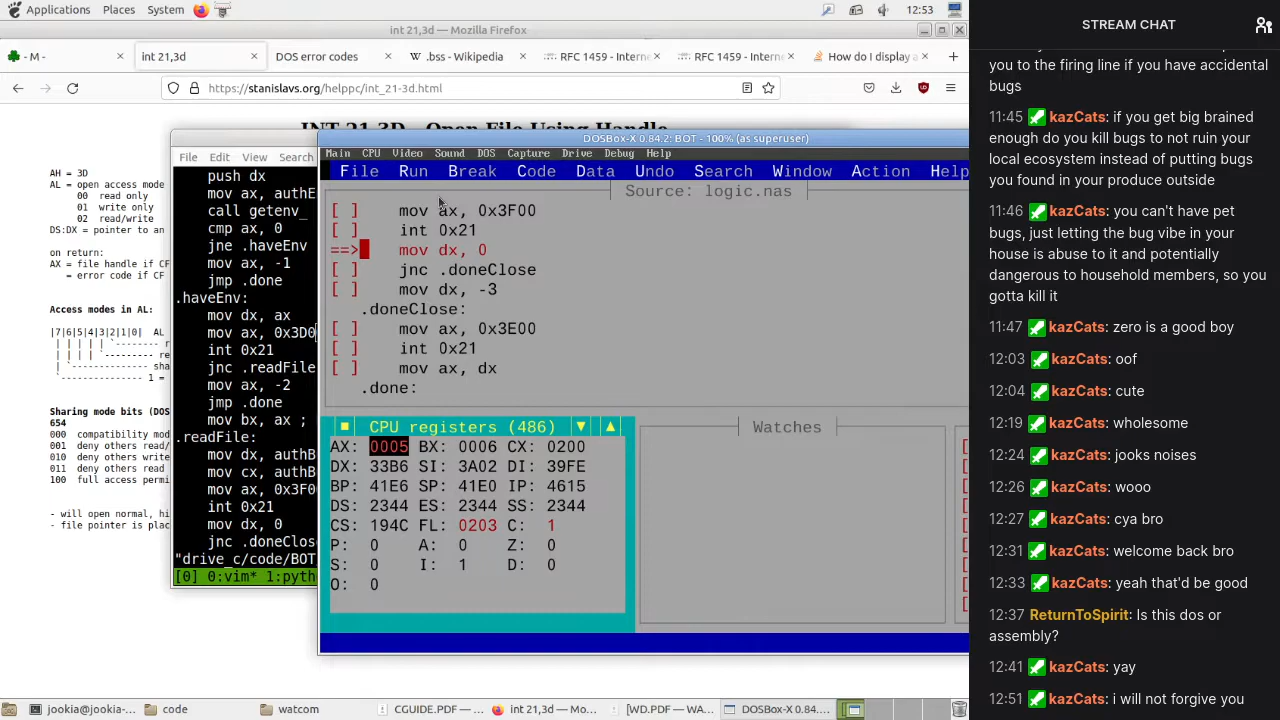 Applications Places System 12:53
int 21,3d — Mozilla Firefox
- M - int 21,3d DOS error codes .bss - Wikipedia RFC 1459 - Interne RFC 1459 - Interne How do I display a
https://stanislavs.org/helppc/int_21-3d.html
AH = 3D
AL = open access mode
00 read only
01 write only
02 read/write
DS:DX = pointer to an
on return:
AX = file handle if CF
= error code if CF
Access modes in AL:
|7|6|5|4|3|2|1|0| AL
Sharing mode bits (DOS
654
000 compatibility mod
001 denies others read/
010 deny others write
011 deny others read
100 full access permi
- will open normal, hi
- file pointer is plac
File Edit View Search
push dx
mov ax, authE
call getenv_
cmp ax, 0
jne .haveEnv
mov ax, -1
jmp .done
.haveEnv:
mov dx, ax
mov ax, 0x3D0
int 0x21
jnc .readFile
mov ax, -2
jmp .done
mov bx, ax ;
.readFile:
mov dx, authB
mov cx, authB
mov ax, 0x3F0
int 0x21
mov dx, 0
jnc .doneClos
"drive_c/code/BOT
[0] 0:vim* 1:pyth
DOSBox-X 0.84.2: BOT - 100% (as superuser)
Main CPU Video Sound DOS Capture Drive Debug Help
File Run Break Code Data Undo Search Window Action Help
Source: logic.nas
[ ] mov ax, 0x3F00
[ ] int 0x21
==> mov dx, 0
[ ] jnc .doneClose
[ ] mov dx, -3
.doneClose:
[ ] mov ax, 0x3E00
[ ] int 0x21
[ ] mov ax, dx
.done:
CPU registers (486)
AX: 0005 BX: 0006 CX: 0200
DX: 33B6 SI: 3A02 DI: 39FE
BP: 41E6 SP: 41E0 IP: 4615
DS: 2344 ES: 2344 SS: 2344
CS: 194C FL: 0203 C: 1
P: 0 A: 0 Z: 0
S: 0 I: 1 D: 0
O: 0
Watches
jookia@jookia-... code watcom CGUIDE.PDF — ... int 21,3d — Mo... [WD.PDF — WA... DOSBox-X 0.84....
STREAM CHAT
you to the firing line if you have accidental
bugs
11:45 kazCats: if you get big brained
enough do you kill bugs to not ruin your
local ecosystem instead of putting bugs
you found in your produce outside
11:46 kazCats: you can't have pet
bugs, just letting the bug vibe in your
house is abuse to it and potentially
dangerous to household members, so you
gotta kill it
11:47 kazCats: zero is a good boy
12:03 kazCats: oof
12:04 kazCats: cute
12:19 kazCats: wholesome
12:24 kazCats: jooks noises
12:26 kazCats: wooo
12:27 kazCats: cya bro
12:31 kazCats: welcome back bro
12:33 kazCats: yeah that'd be good
12:37 ReturnToSpirit: Is this dos or
assembly?
12:41 kazCats: yay
12:51 kazCats: i will not forgive you